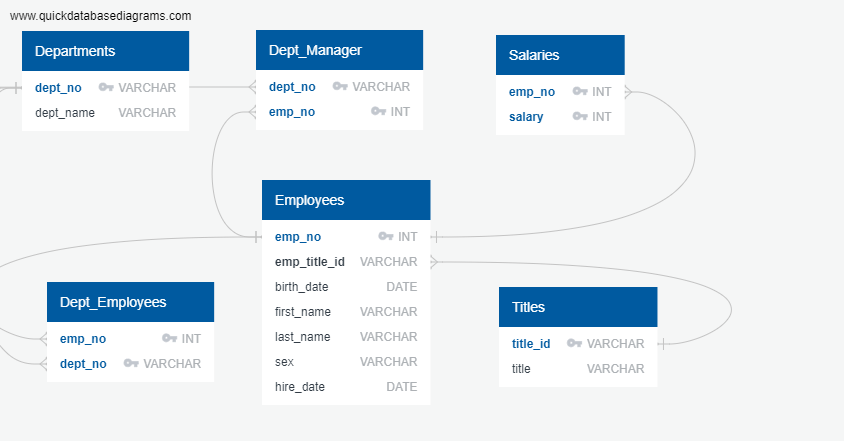 www.quickdatabasediagrams.com
Departments
dept_no VARCHAR
dept_name VARCHAR
Dept_Manager
dept_no VARCHAR
emp_no INT
Salaries
emp_no INT
salary INT
Employees
emp_no INT
emp_title_id VARCHAR
birth_date DATE
first_name VARCHAR
last_name VARCHAR
sex VARCHAR
hire_date DATE
Dept_Employees
emp_no INT
dept_no VARCHAR
Titles
title_id VARCHAR
title VARCHAR